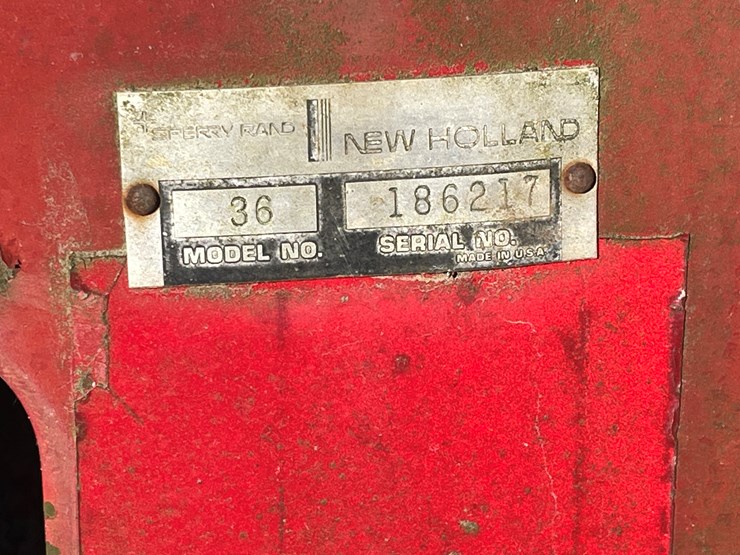 SPERRY RAND NEW HOLLAND
36 186217
MODEL NO. SERIAL NO.
MADE IN U.S.A.